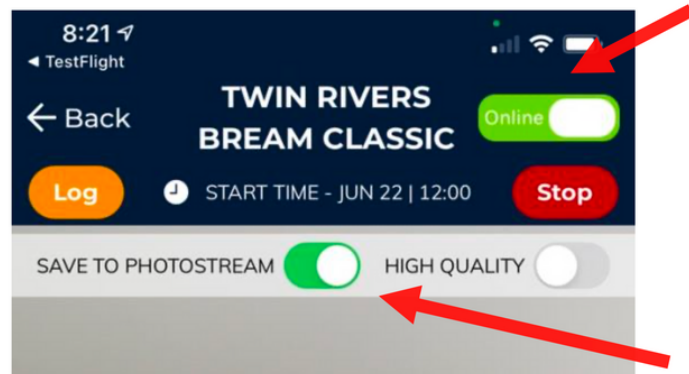 8:21
◄ TestFlight
← Back
TWIN RIVERS
BREAM CLASSIC
Online
Log
START TIME - JUN 22 | 12:00
Stop
SAVE TO PHOTOSTREAM
HIGH QUALITY